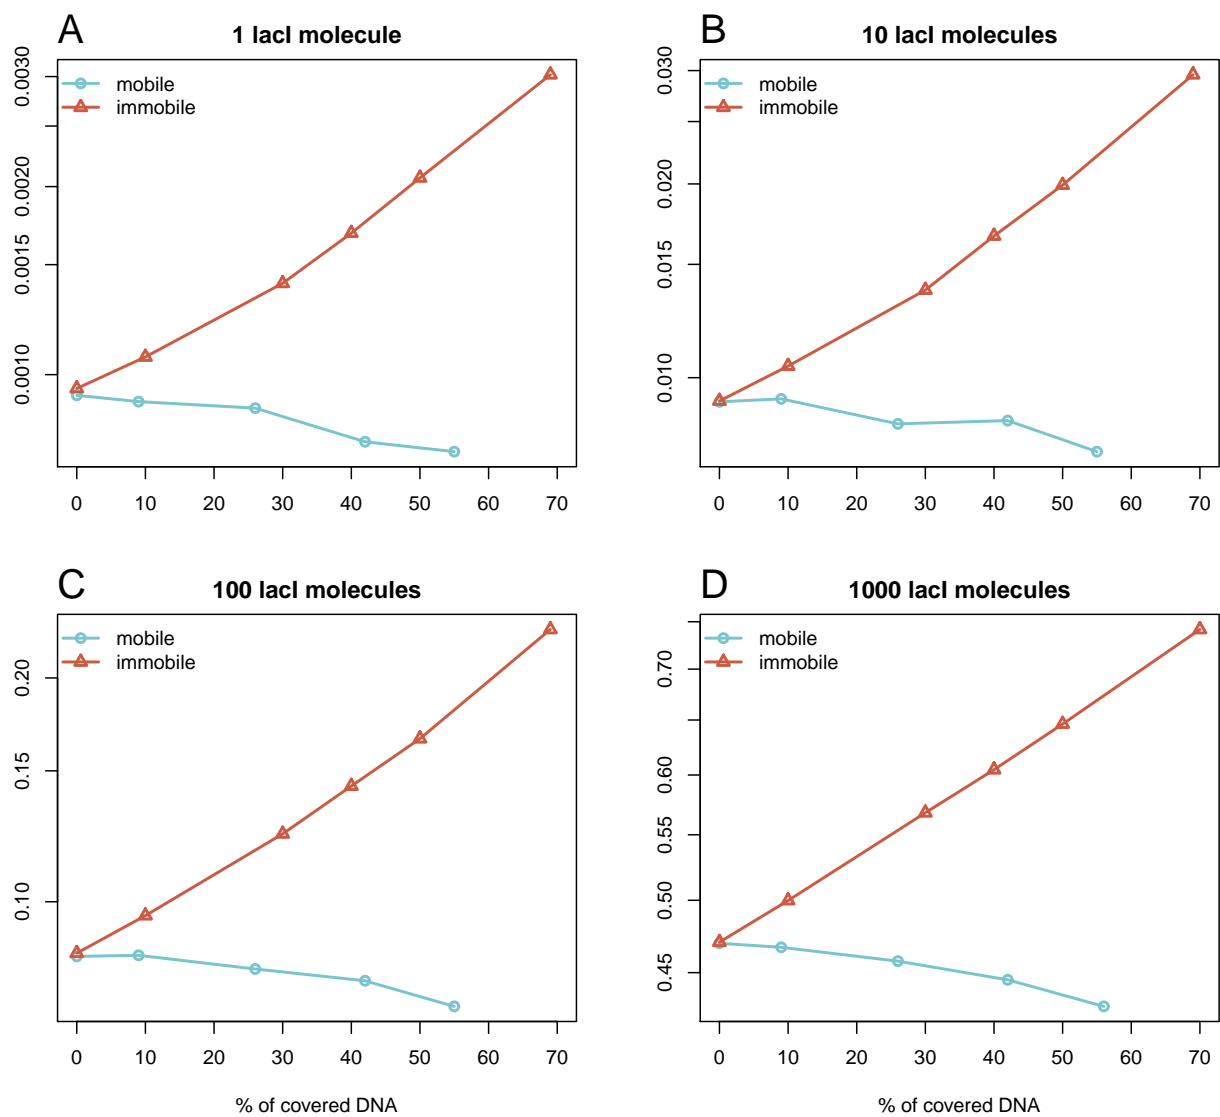 A
1 lacI molecule
mobile
immobile
0.0030
0.0020
0.0015
0.0010
0 10 20 30 40 50 60 70
B
10 lacI molecules
mobile
immobile
0.030
0.020
0.015
0.010
0 10 20 30 40 50 60 70
C
100 lacI molecules
mobile
immobile
0.20
0.15
0.10
0 10 20 30 40 50 60 70
% of covered DNA
D
1000 lacI molecules
mobile
immobile
0.70
0.60
0.55
0.50
0.45
0 10 20 30 40 50 60 70
% of covered DNA